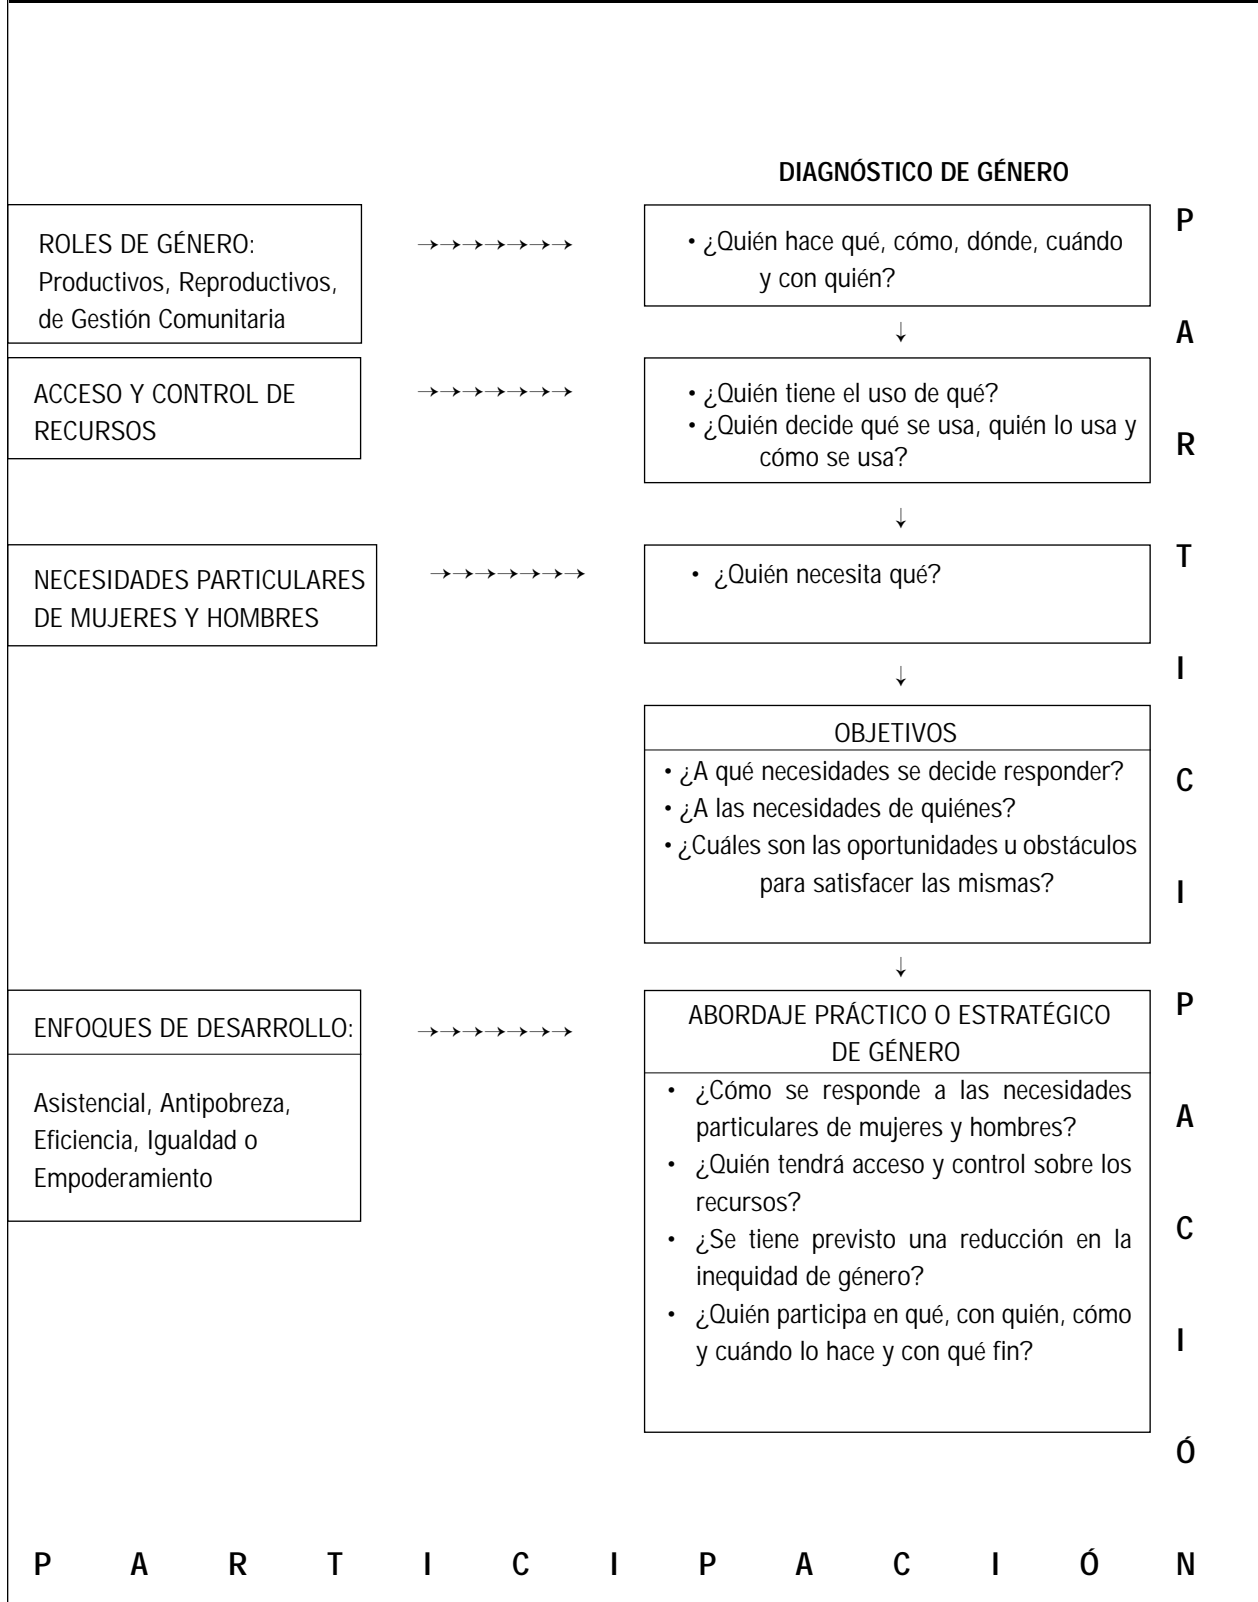 DIAGNÓSTICO DE GÉNERO
ROLES DE GÉNERO:
Productivos, Reproductivos,
de Gestión Comunitaria
→→→→→→→
• ¿Quién hace qué, cómo, dónde, cuándo
y con quién?
↓
ACCESO Y CONTROL DE
RECURSOS
→→→→→→→
• ¿Quién tiene el uso de qué?
• ¿Quién decide qué se usa, quién lo usa y
cómo se usa?
↓
NECESIDADES PARTICULARES
DE MUJERES Y HOMBRES
→→→→→→→
• ¿Quién necesita qué?
↓
OBJETIVOS
• ¿A qué necesidades se decide responder?
• ¿A las necesidades de quiénes?
• ¿Cuáles son las oportunidades u obstáculos
para satisfacer las mismas?
↓
ENFOQUES DE DESARROLLO:
Asistencial, Antipobreza,
Eficiencia, Igualdad o
Empoderamiento
→→→→→→→
ABORDAJE PRÁCTICO O ESTRATÉGICO
DE GÉNERO
• ¿Cómo se responde a las necesidades
particulares de mujeres y hombres?
• ¿Quién tendrá acceso y control sobre los
recursos?
• ¿Se tiene previsto una reducción en la
inequidad de género?
• ¿Quién participa en qué, con quién, cómo
y cuándo lo hace y con qué fin?
P
A
R
T
I
C
I
P
A
C
I
Ó
P A R T I C I P A C I Ó N